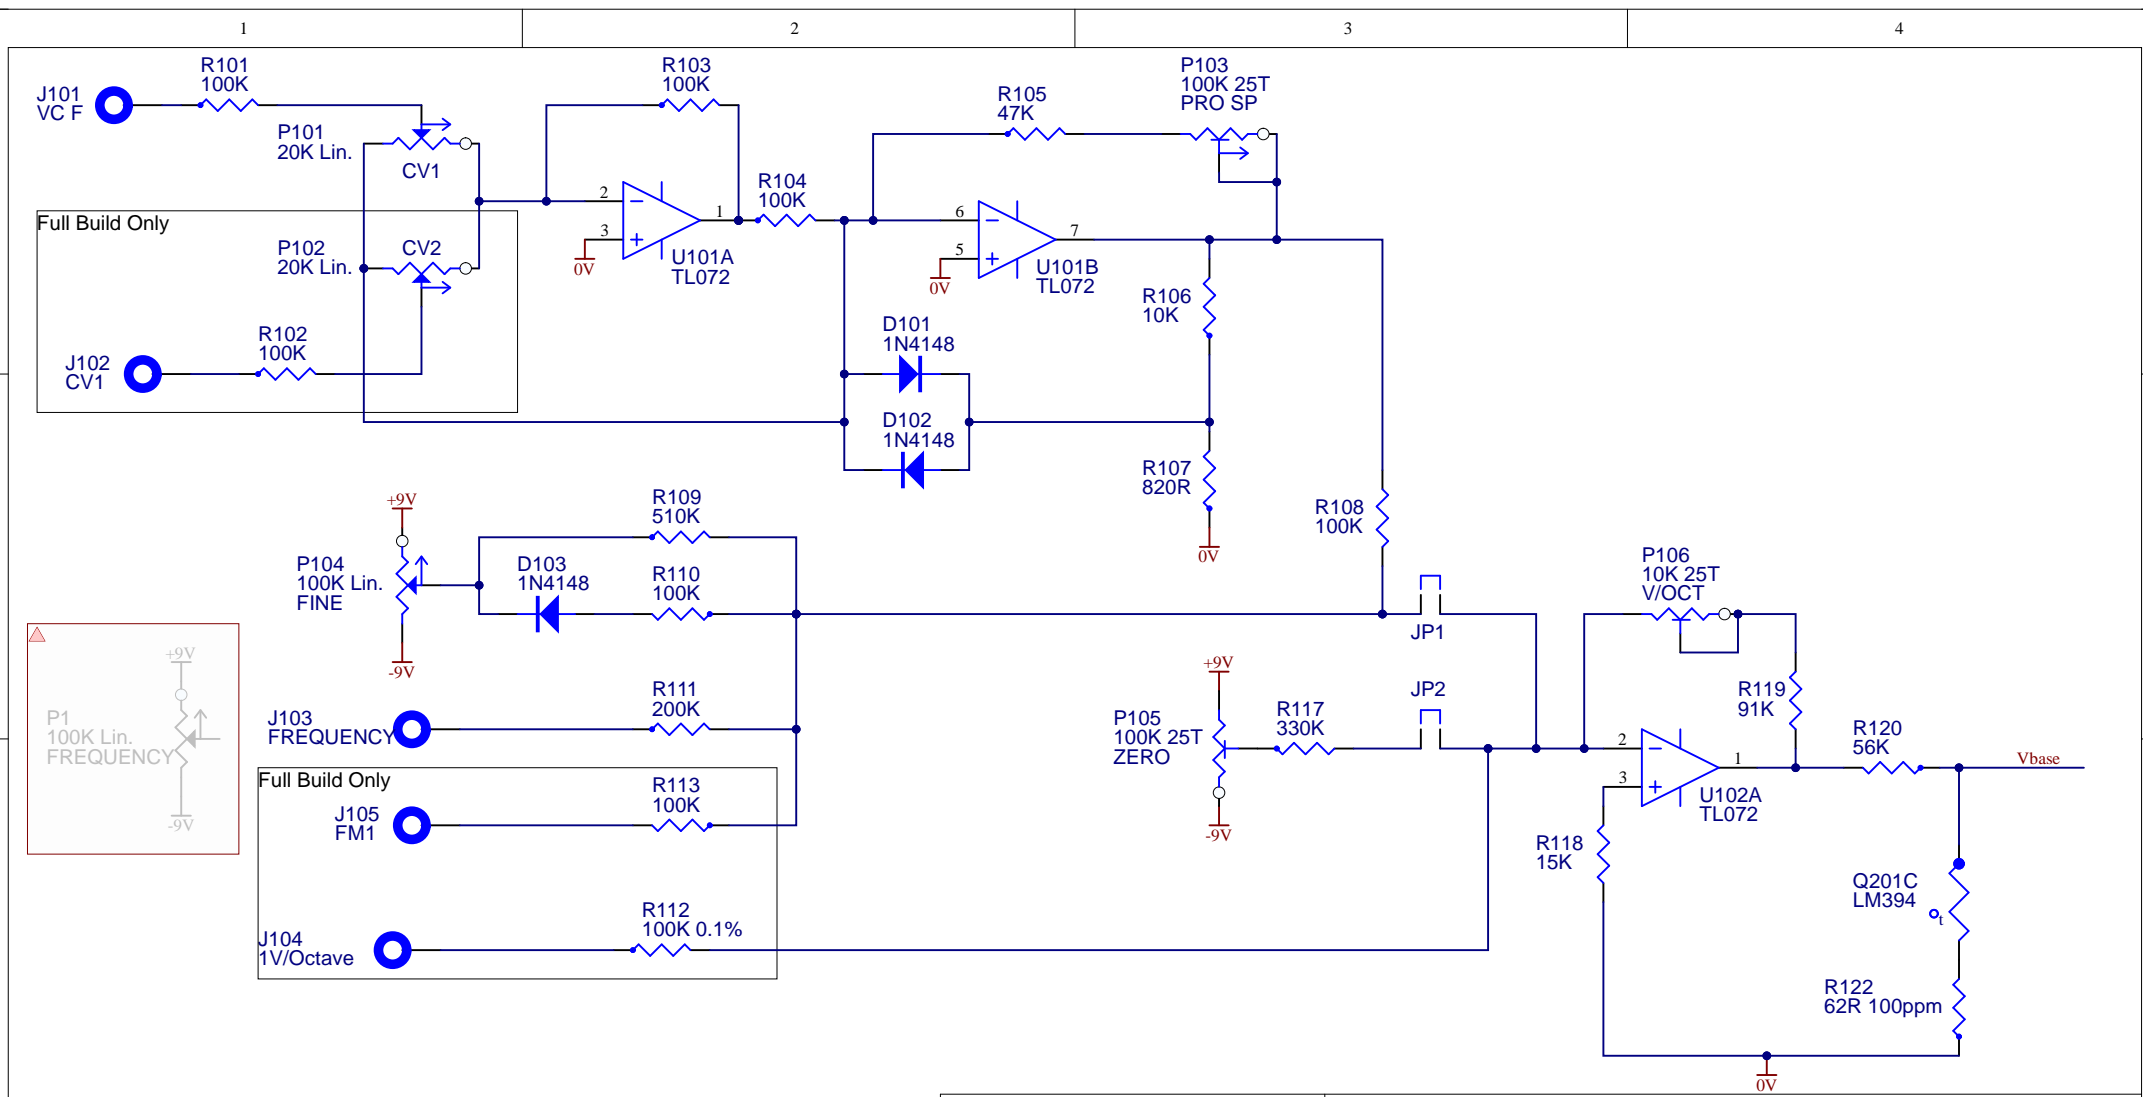 1
2
3
4
R101
100K
J101
VC F
P101
20K Lin.
CV1
R103
100K
R105
47K
P103
100K 25T
PRO SP
R104
100K
2
3
1
0V
U101A
TL072
6
5
7
0V
U101B
TL072
Full Build Only
P102
20K Lin.
CV2
R102
100K
J102
CV1
R106
10K
D101
1N4148
D102
1N4148
R107
820R
0V
R108
100K
+9V
P104
100K Lin.
FINE
-9V
R109
510K
D103
1N4148
R110
100K
JP1
P106
10K 25T
V/OCT
+9V
P1
100K Lin.
FREQUENCY
-9V
J103
FREQUENCY
R111
200K
+9V
P105
100K 25T
ZERO
-9V
R117
330K
JP2
R119
91K
R120
56K
Vbase
2
3
1
U102A
TL072
Full Build Only
J105
FM1
R113
100K
R118
15K
Q201C
LM394
t
J104
1V/Octave
R112
100K 0.1%
R122
62R 100ppm
0V